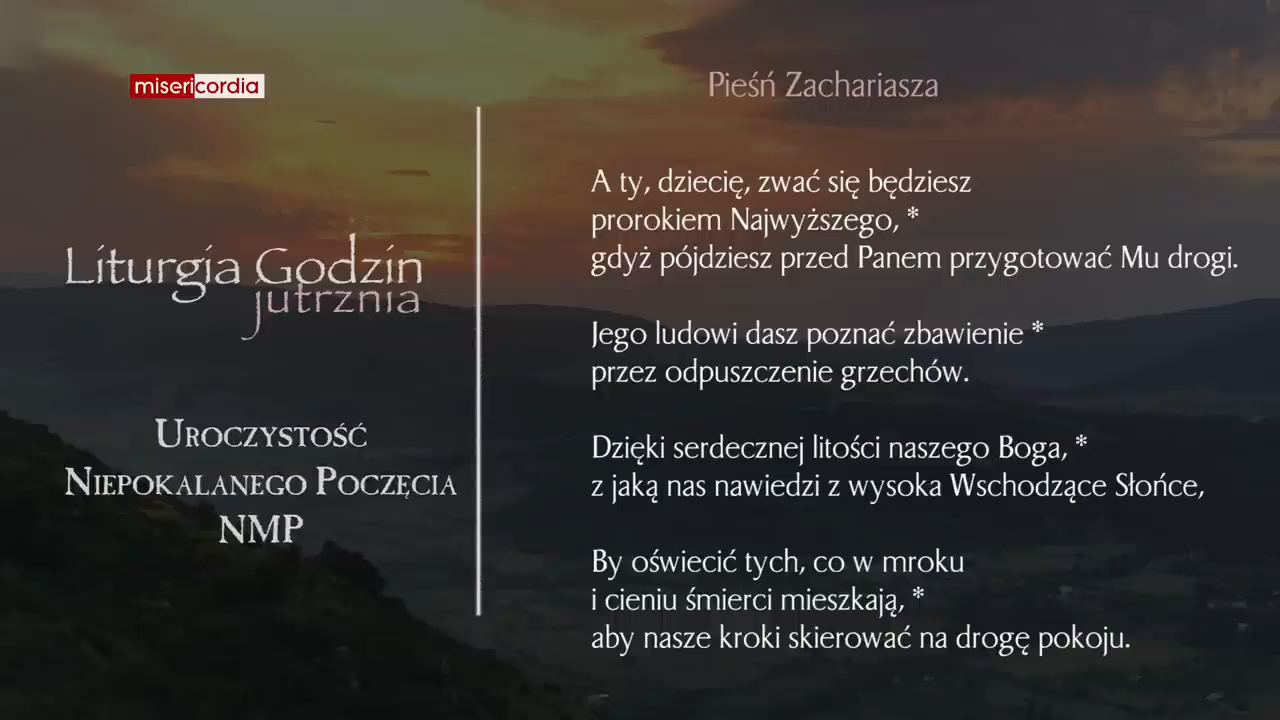 misericordia
Liturgia Godzin
jutrznia
Uroczystość
Niepokalanego Poczęcia
NMP
Pieśń Zachariasza
A ty, dziecię, zwać się będziesz
prorokiem Najwyższego, *
gdyż pójdziesz przed Panem przygotować Mu drogi.
Jego ludowi dasz poznać zbawienie *
przez odpuszczenie grzechów.
Dzięki serdecznej litości naszego Boga, *
z jaką nas nawiedzi z wysoka Wschodzące Słońce,
By oświecić tych, co w mroku
i cieniu śmierci mieszkają, *
aby nasze kroki skierować na drogę pokoju.